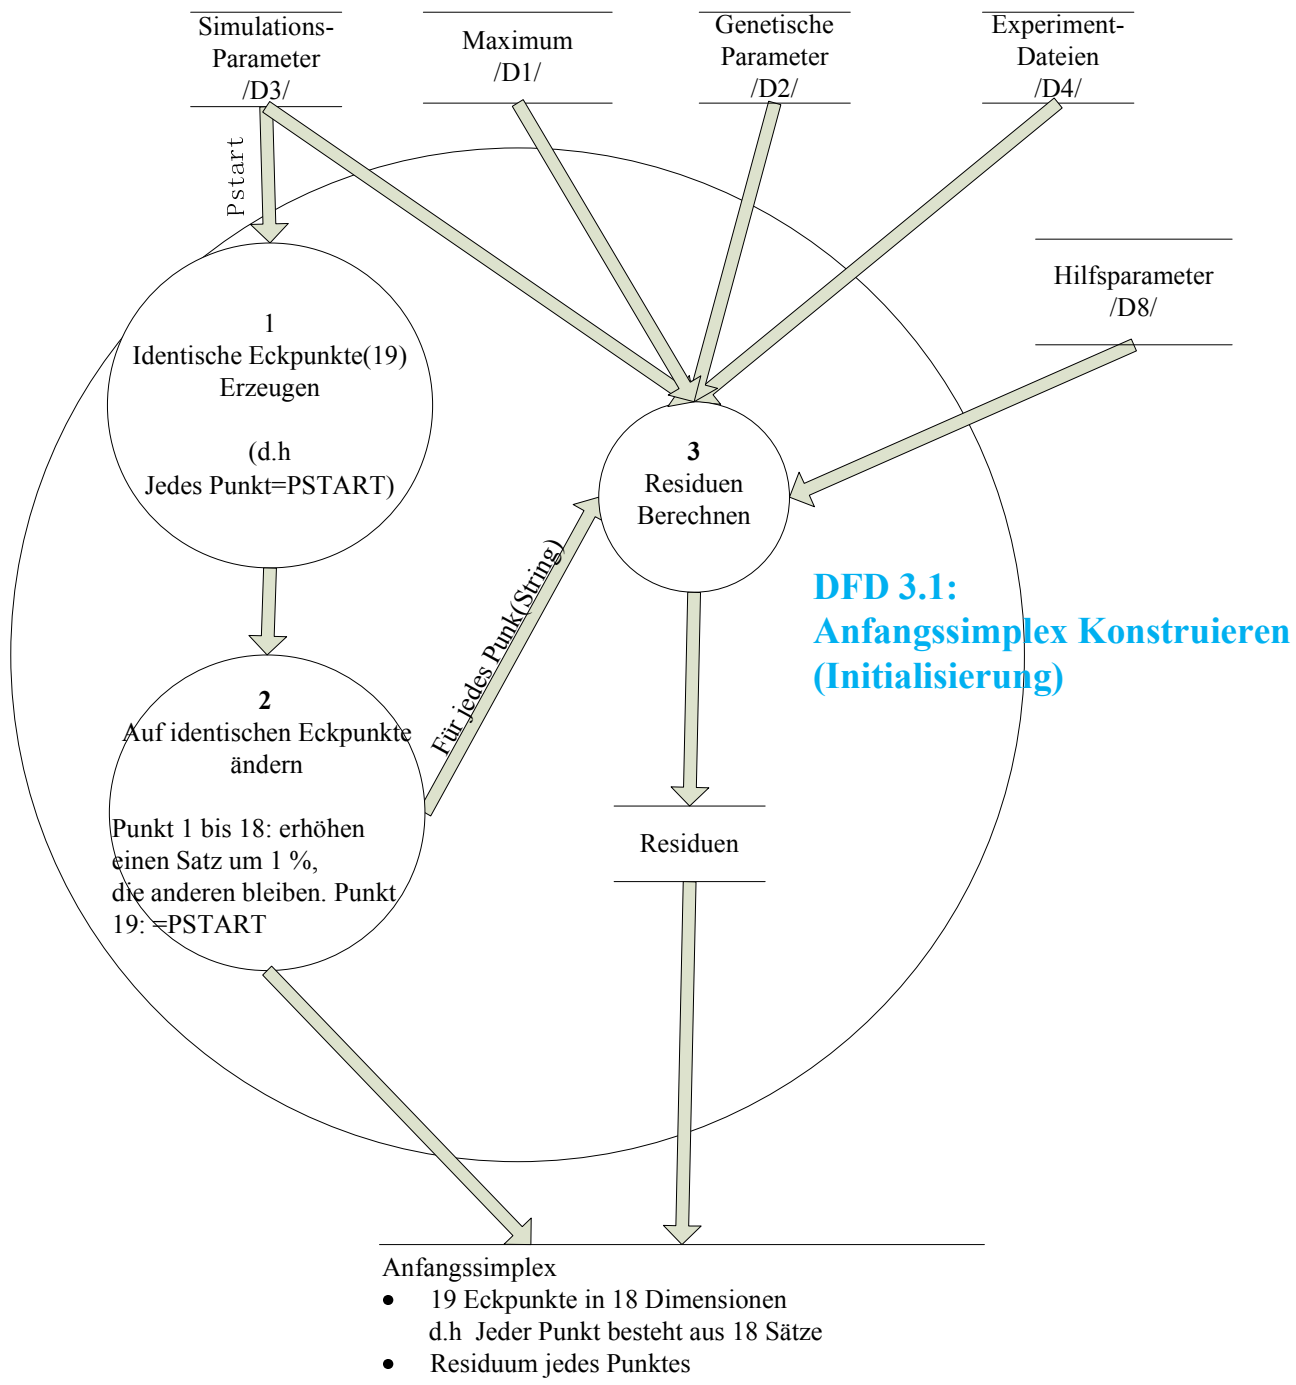 Simulations-
Parameter
/D3/
Maximum
/D1/
Genetische
Parameter
/D2/
Experiment-
Dateien
/D4/
Pstart
Hilfsparameter
/D8/
1
Identische Eckpunkte(19)
Erzeugen
(d.h
Jedes Punkt=PSTART)
3
Residuen
Berechnen
Für jedes Punk(String)
DFD 3.1:
Anfangssimplex Konstruieren
(Initialisierung)
2
Auf identischen Eckpunkte
ändern
Punkt 1 bis 18: erhöhen
einen Satz um 1 %,
die anderen bleiben. Punkt
19: =PSTART
Residuen
Anfangssimplex
• 19 Eckpunkte in 18 Dimensionen
d.h Jeder Punkt besteht aus 18 Sätze
• Residuum jedes Punktes